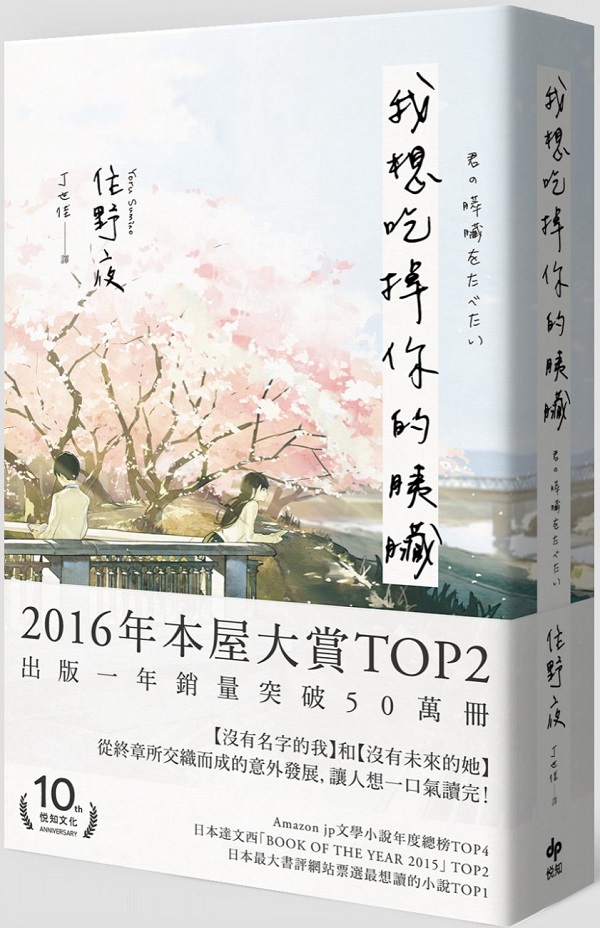 我想吃掉你的胰臟
君の膵臓をたべたい
Yoru Sumino
住野夜
丁世佳——譯
2016年本屋大賞TOP2
出版一年銷量突破50萬冊
【沒有名字的我】和【沒有未來的她】
從終章所交織而成的意外發展,讓人想一口氣讀完!
Amazon jp文學小說年度總榜TOP4
日本達文西「BOOK OF THE YEAR 2015」TOP2
日本最大書評網站票選最想讀的小說TOP1
10th
悦知文化
ANNIVERSARY
我想吃掉你的胰臟
君の膵臓をたべたい
住野夜
丁世佳——譯
dp
悦知